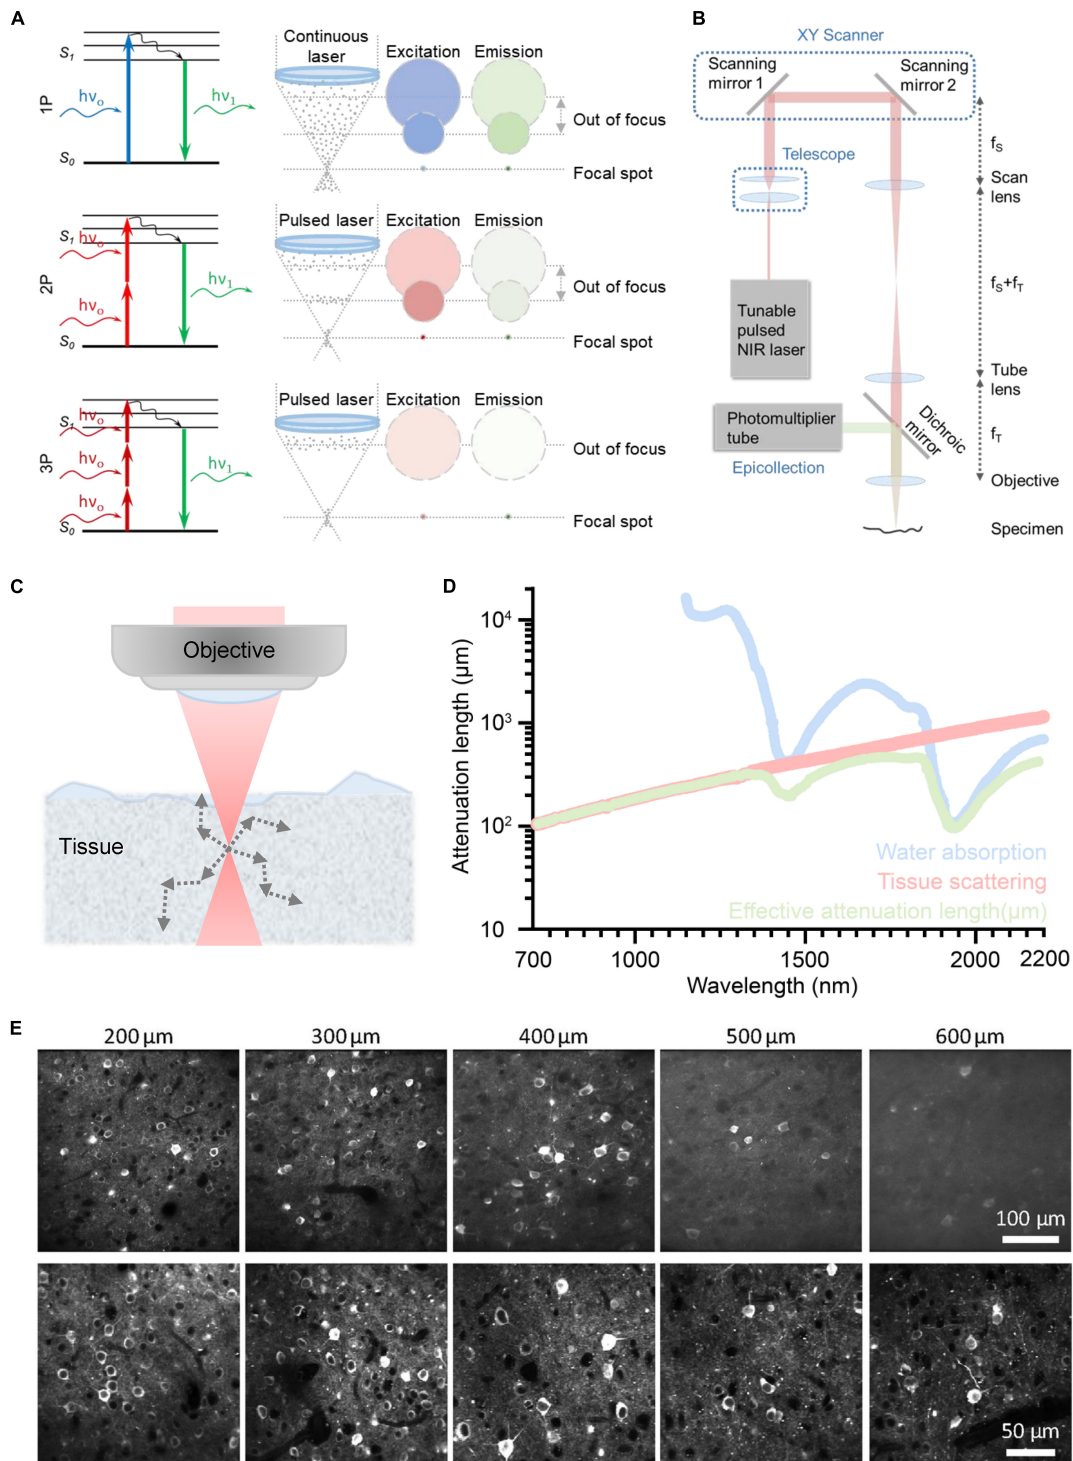 A
1P
S1
S0
hνo
hν1
Continuous
laser
Excitation
Emission
Out of focus
Focal spot
2P
S1
hνo
hνo
S0
hν1
Pulsed laser
Excitation
Emission
Out of focus
Focal spot
3P
S1
hνo
hνo
hνo
S0
hν1
Pulsed laser
Excitation
Emission
Out of focus
Focal spot
B
XY Scanner
Scanning
mirror 1
Scanning
mirror 2
Telescope
fS
Scan
lens
Tunable
pulsed
NIR laser
fS+fT
Tube
lens
Photomultiplier
tube
Dichroic
mirror
fT
Epicollection
Objective
Specimen
C
Objective
Tissue
D
Attenuation length (µm)
10⁴
10³
10²
10
Water absorption
Tissue scattering
Effective attenuation length(µm)
700
1000
1500
2000
2200
Wavelength (nm)
E
200 µm
300 µm
400 µm
500 µm
600 µm
100 µm
50 µm